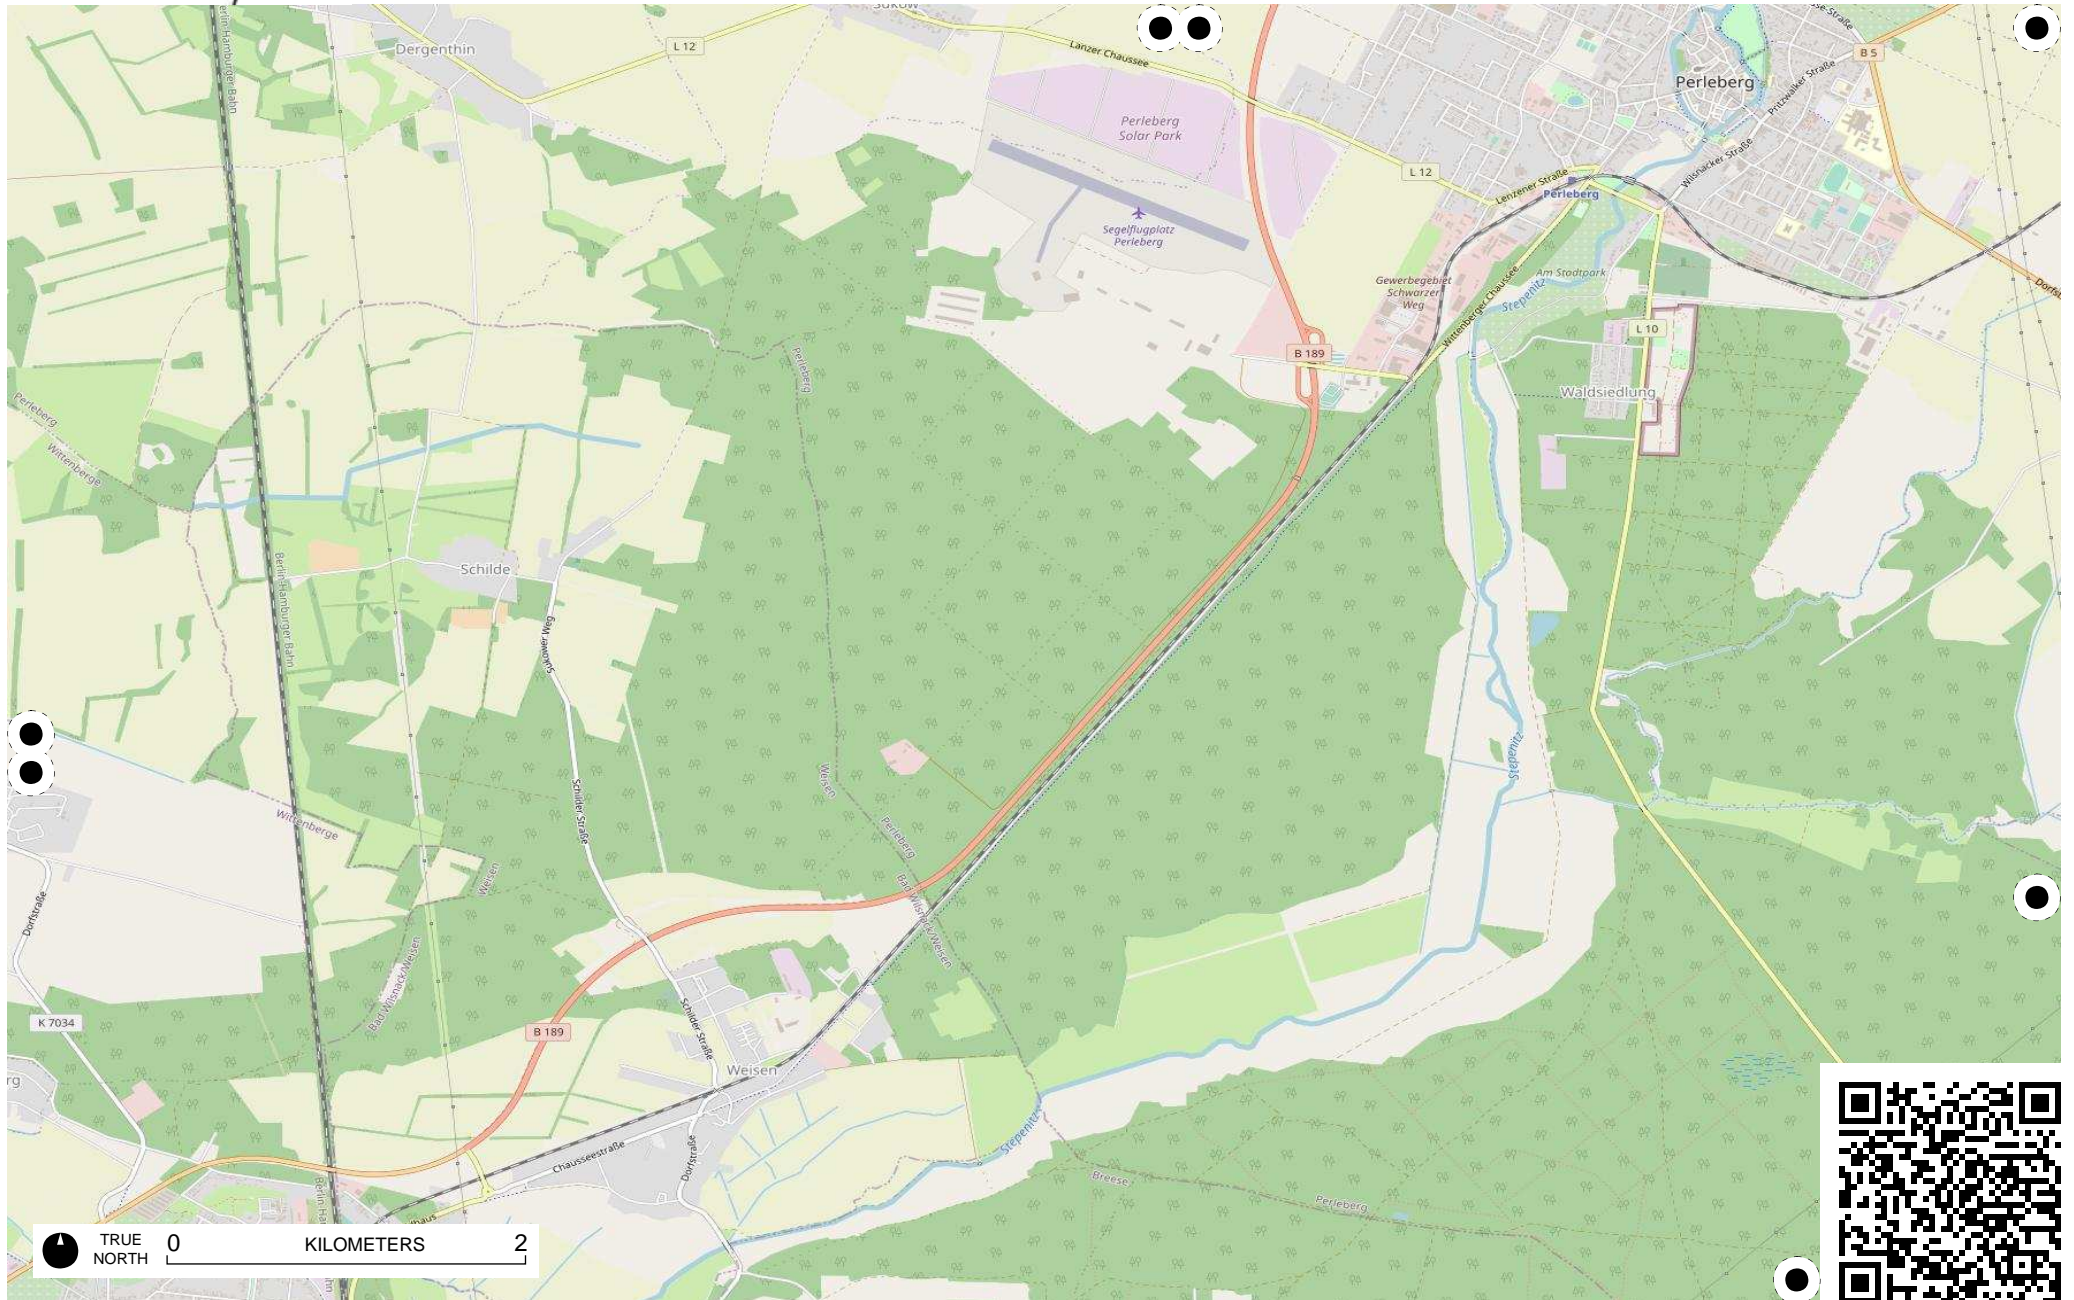 Dergenthin
L 12
Lanzer Chaussee
B 5
Perleberg
Pritzwalker Straße
Perleberg
Solar Park
L 12
Wilsnacker Straße
Lenzener Straße
Perleberg
Segelflugplatz
Perleberg
Am Stadtpark
Gewerbegebiet
Schwarzer
Weg
Stepenitz
Wittenberger Chaussee
L 10
B 189
Perleberg
Waldsiedlung
Perleberg
Wittenberge
Berlin-Hamburger Bahn
Schilde
Sukower Weg
Stepenitz
Weisen
Schilder Straße
Wittenberge
Perleberg
Weisen
Bad Wilsnack/Weisen
Dorfstraße
Bad Wilsnack/Weisen
K 7034
B 189
Schilder Straße
Weisen
Stepenitz
Chausseestraße
Dorfstraße
Breese
Perleberg
TRUE
NORTH
0 KILOMETERS 2